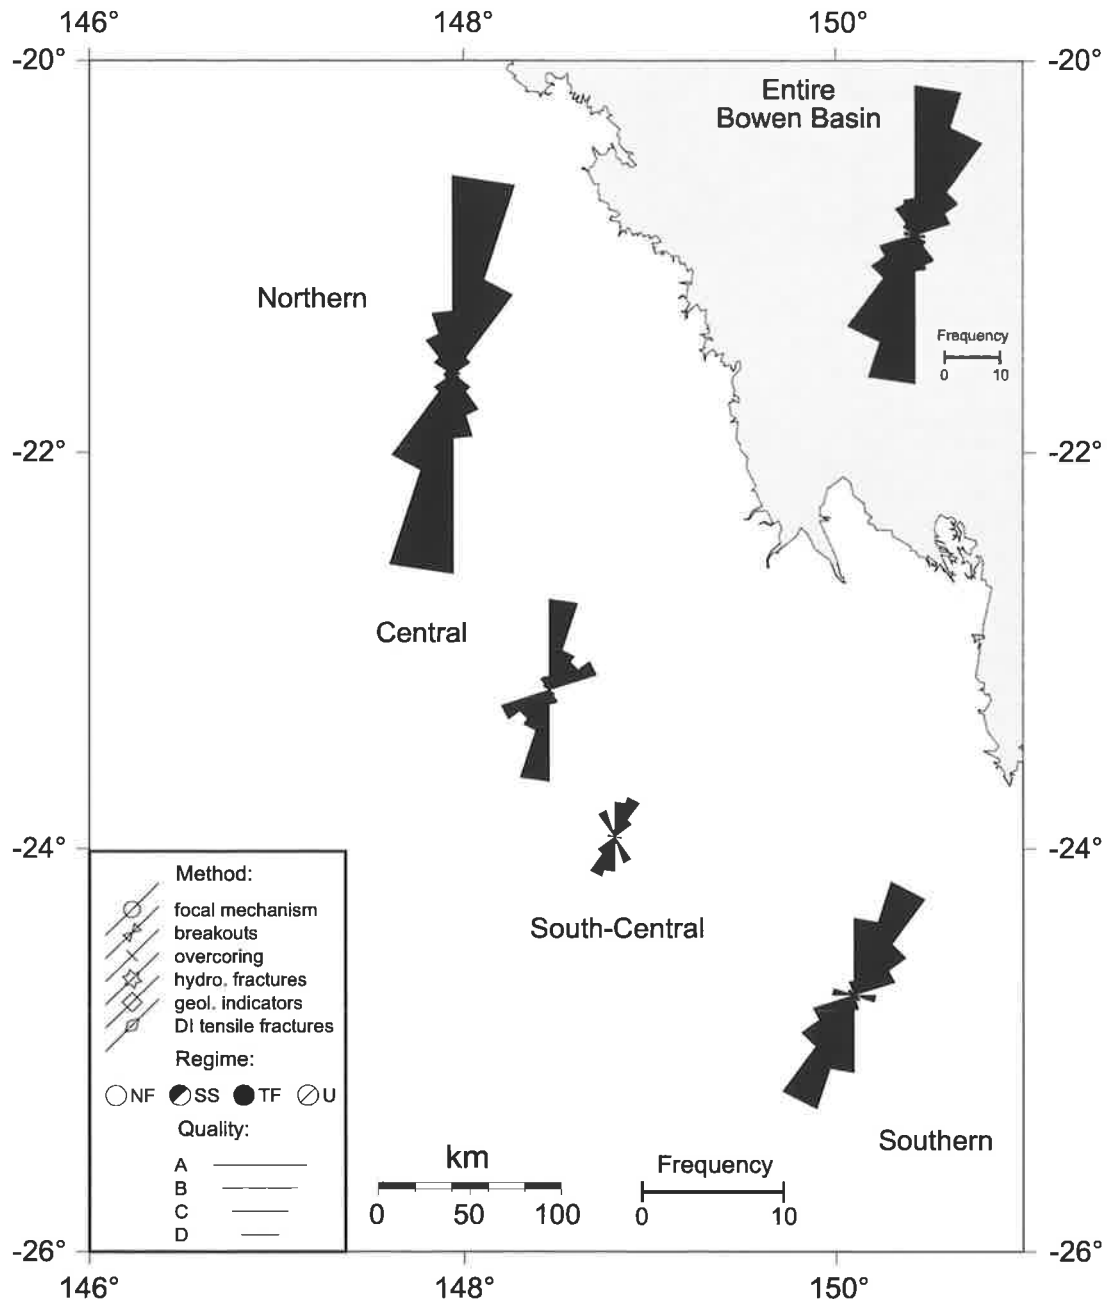 146°
148°
150°
-20°
-20°
Entire
Bowen Basin
Northern
Frequency
0 10
-22°
-22°
Central
-24°
-24°
South-Central
Method:
focal mechanism
breakouts
overcoring
hydro. fractures
geol. indicators
DI tensile fractures
Regime:
NF SS TF U
Quality:
A
B
C
D
Southern
km
0 50 100
Frequency
0 10
-26°
-26°
146°
148°
150°